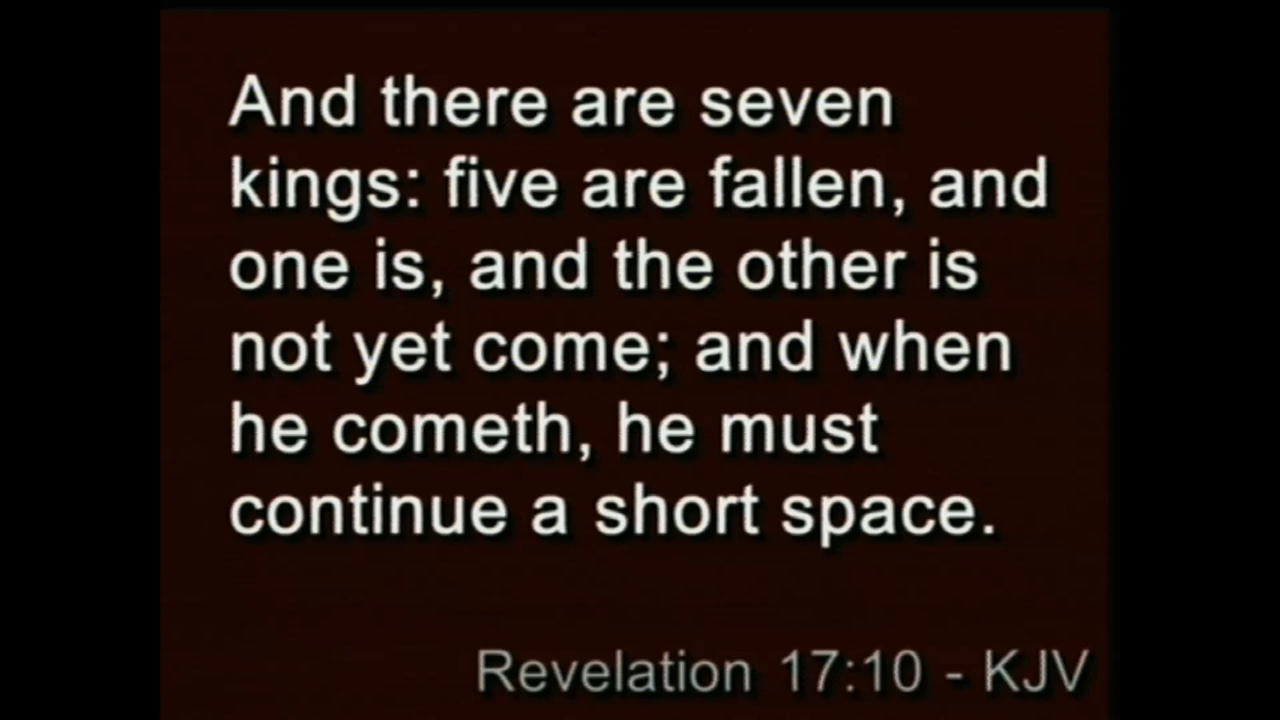 And there are seven
kings: five are fallen, and
one is, and the other is
not yet come; and when
he cometh, he must
continue a short space.
Revelation 17:10 - KJV